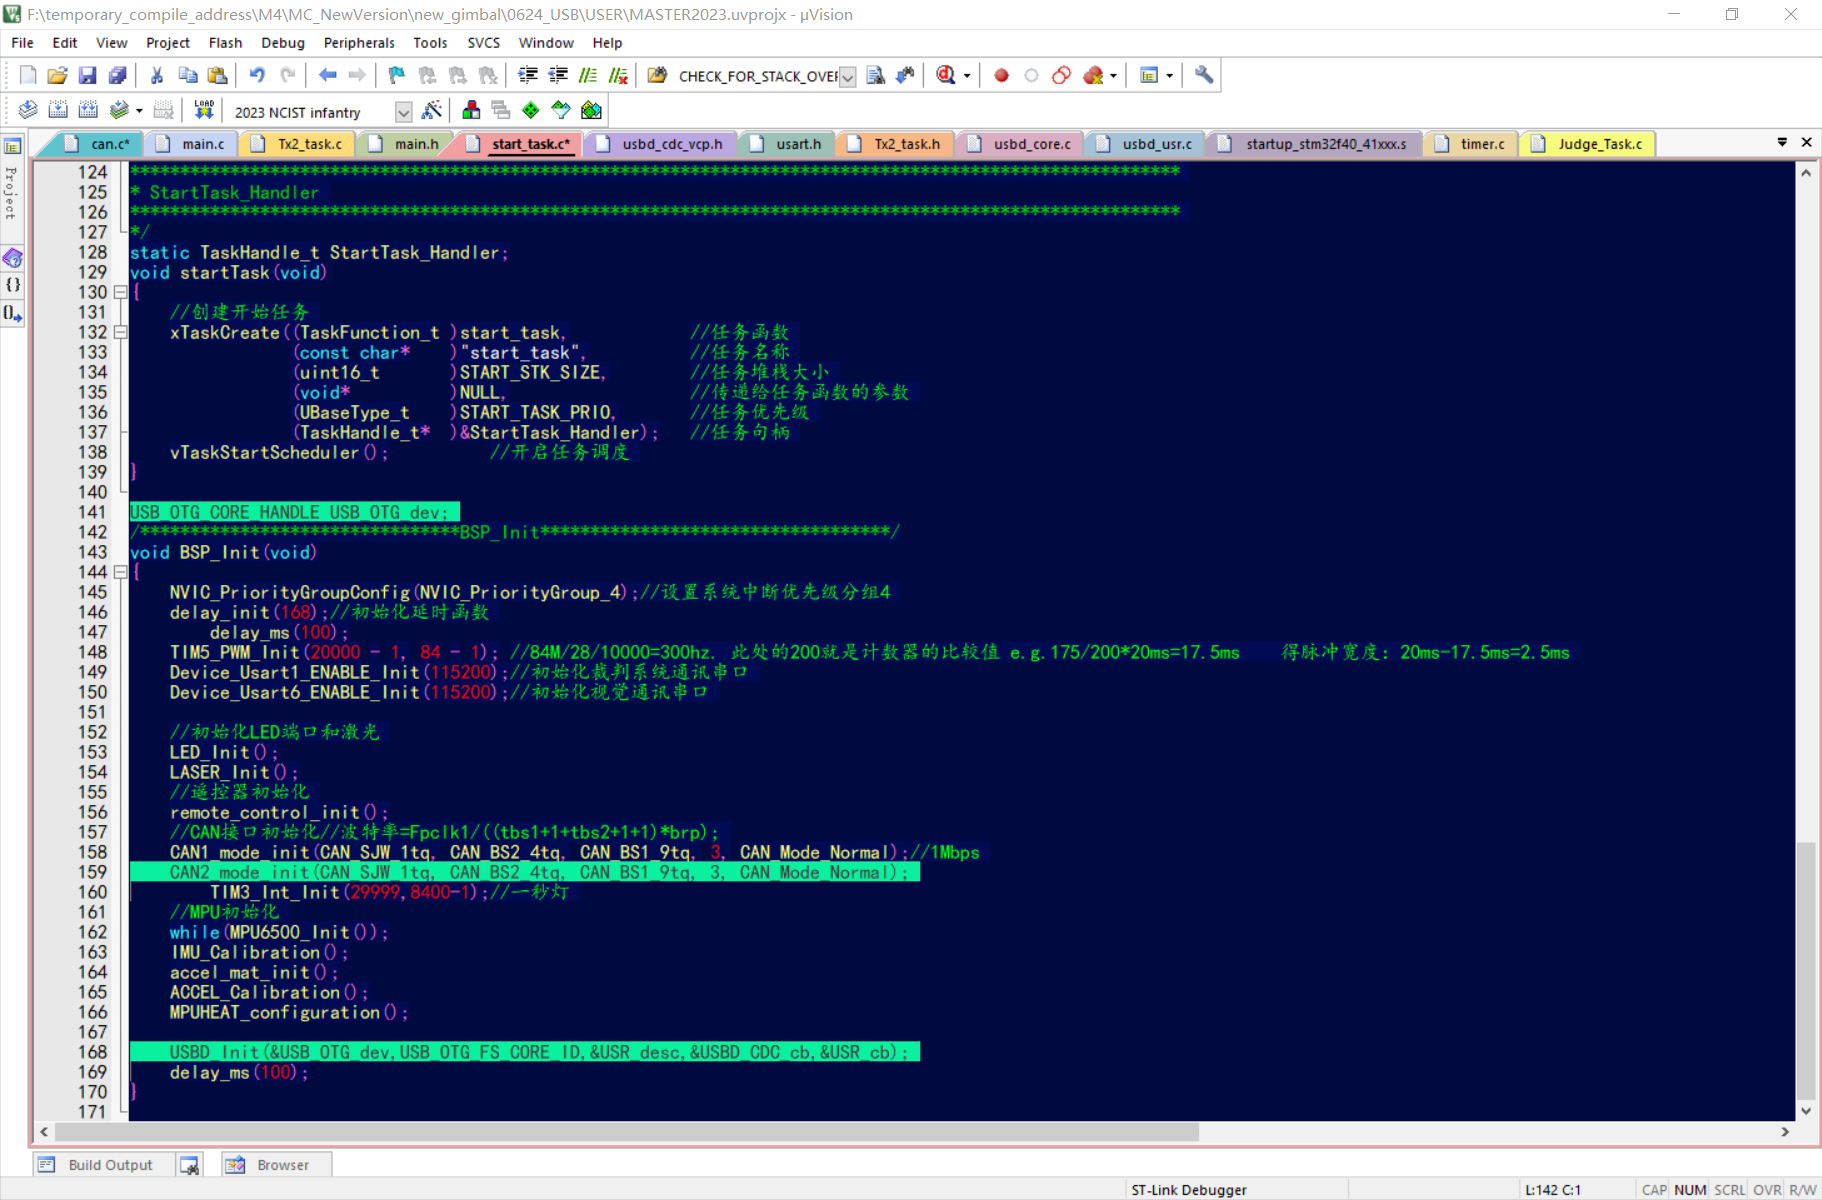 F:\temporary_compile_address\M4\MC_NewVersion\new_gimbal\0624_USB\USER\MASTER2023.uvprojx - µVision
File Edit View Project Flash Debug Peripherals Tools SVCS Window Help
CHECK_FOR_STACK_OVEF
LOAD 2023 NCIST infantry
can.c* main.c Tx2_task.c main.h start_task.c* usbd_cdc_vcp.h usart.h Tx2_task.h usbd_core.c usbd_usr.c startup_stm32f40_41xxx.s timer.c Judge_Task.c
Project
124 *********************************************************************************************************
125 * StartTask_Handler
126 *********************************************************************************************************
127 */
128 static TaskHandle_t StartTask_Handler;
129 void startTask(void)
130 {
131 //创建开始任务
132 xTaskCreate((TaskFunction_t )start_task, //任务函数
133 (const char* )"start_task", //任务名称
134 (uint16_t )START_STK_SIZE, //任务堆栈大小
135 (void* )NULL, //传递给任务函数的参数
136 (UBaseType_t )START_TASK_PRIO, //任务优先级
137 (TaskHandle_t* )&StartTask_Handler); //任务句柄
138 vTaskStartScheduler(); //开启任务调度
139 }
140
141 USB_OTG_CORE_HANDLE USB_OTG_dev;
142 /********************************BSP_Init***********************************/
143 void BSP_Init(void)
144 {
145 NVIC_PriorityGroupConfig(NVIC_PriorityGroup_4);//设置系统中断优先级分组4
146 delay_init(168);//初始化延时函数
147 delay_ms(100);
148 TIM5_PWM_Init(20000 - 1, 84 - 1); //84M/28/10000=300hz. 此处的200就是计数器的比较值 e.g.175/200*20ms=17.5ms 得脉冲宽度: 20ms-17.5ms=2.5ms
149 Device_Usart1_ENABLE_Init(115200);//初始化裁判系统通讯串口
150 Device_Usart6_ENABLE_Init(115200);//初始化视觉通讯串口
151
152 //初始化LED端口和激光
153 LED_Init();
154 LASER_Init();
155 //遥控器初始化
156 remote_control_init();
157 //CAN接口初始化//波特率=Fpclk1/((tbs1+1+tbs2+1+1)*brp);
158 CAN1_mode_init(CAN_SJW_1tq, CAN_BS2_4tq, CAN_BS1_9tq, 3, CAN_Mode_Normal);//1Mbps
159 CAN2_mode_init(CAN_SJW_1tq, CAN_BS2_4tq, CAN_BS1_9tq, 3, CAN_Mode_Normal);
160 TIM3_Int_Init(29999,8400-1);//一秒灯
161 //MPU初始化
162 while(MPU6500_Init());
163 IMU_Calibration();
164 accel_mat_init();
165 ACCEL_Calibration();
166 MPUHEAT_configuration();
167
168 USBD_Init(&USB_OTG_dev,USB_OTG_FS_CORE_ID,&USR_desc,&USBD_CDC_cb,&USR_cb);
169 delay_ms(100);
170 }
171
Build Output Browser
ST-Link Debugger L:142 C:1 CAP NUM SCRL OVR R/W